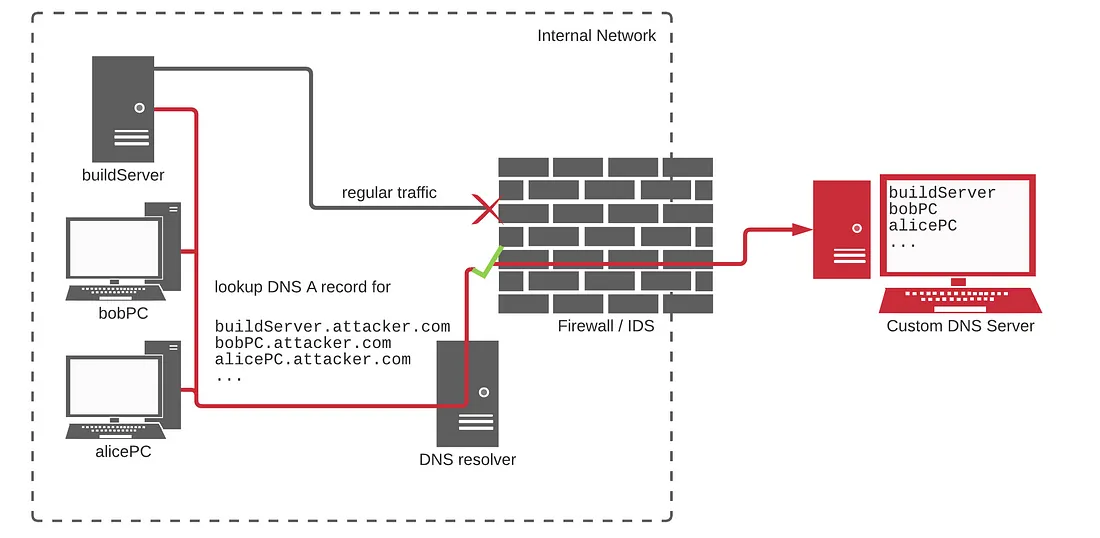 Internal Network
buildServer
regular traffic
bobPC
lookup DNS A record for
buildServer.attacker.com
bobPC.attacker.com
alicePC.attacker.com
...
alicePC
DNS resolver
Firewall / IDS
buildServer
bobPC
alicePC
...
Custom DNS Server